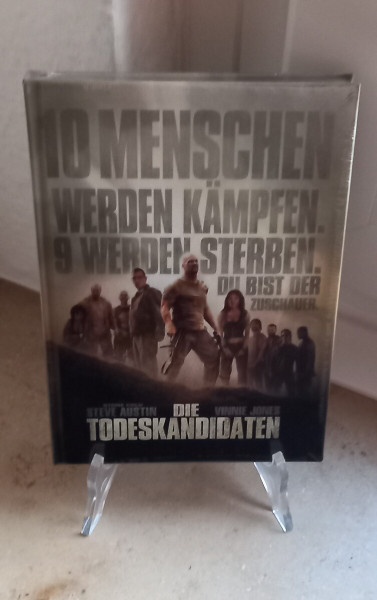 10 MENSCHEN
WERDEN KÄMPFEN.
9 WERDEN STERBEN.
DU BIST DER
ZUSCHAUER.
STEVE AUSTIN DIE VINNIE JONES
TODESKANDIDATEN